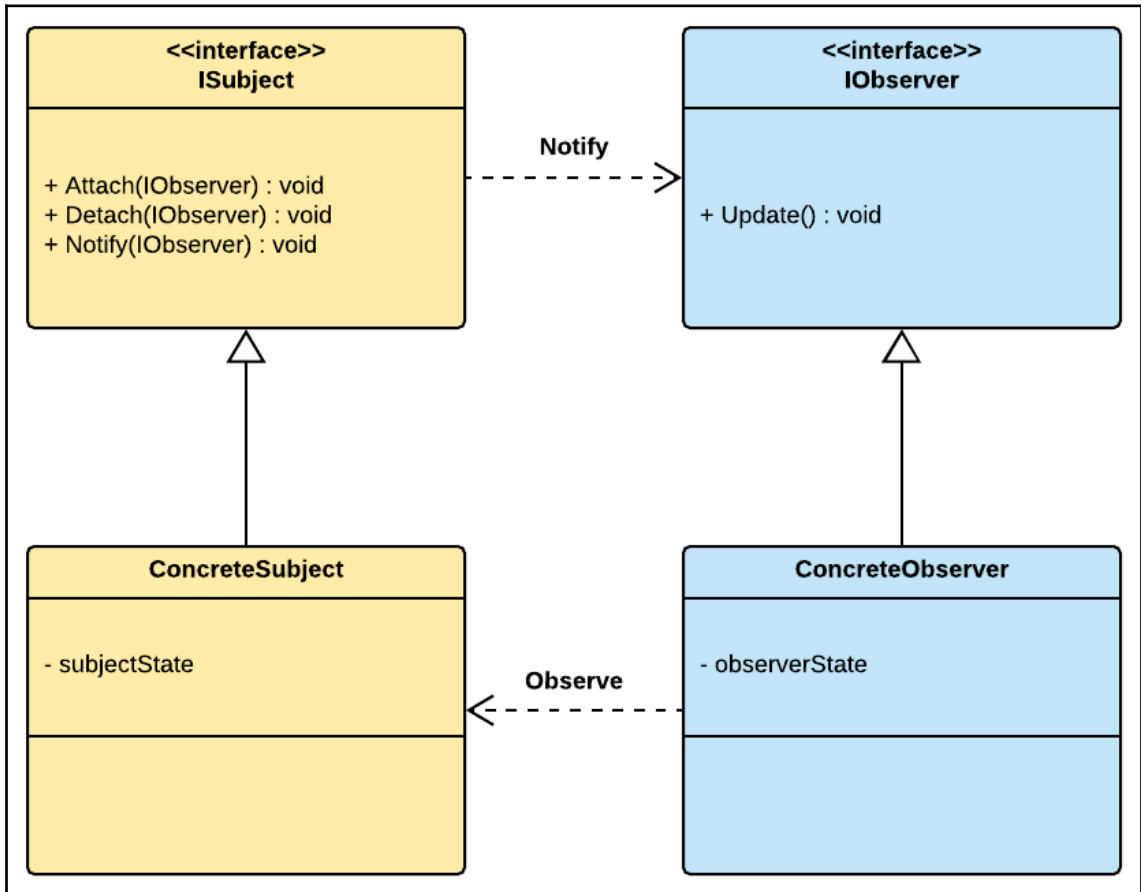 <<interface>>
ISubject
+ Attach(IObserver) : void
+ Detach(IObserver) : void
+ Notify(IObserver) : void
Notify
<<interface>>
IObserver
+ Update() : void
ConcreteSubject
- subjectState
Observe
ConcreteObserver
- observerState